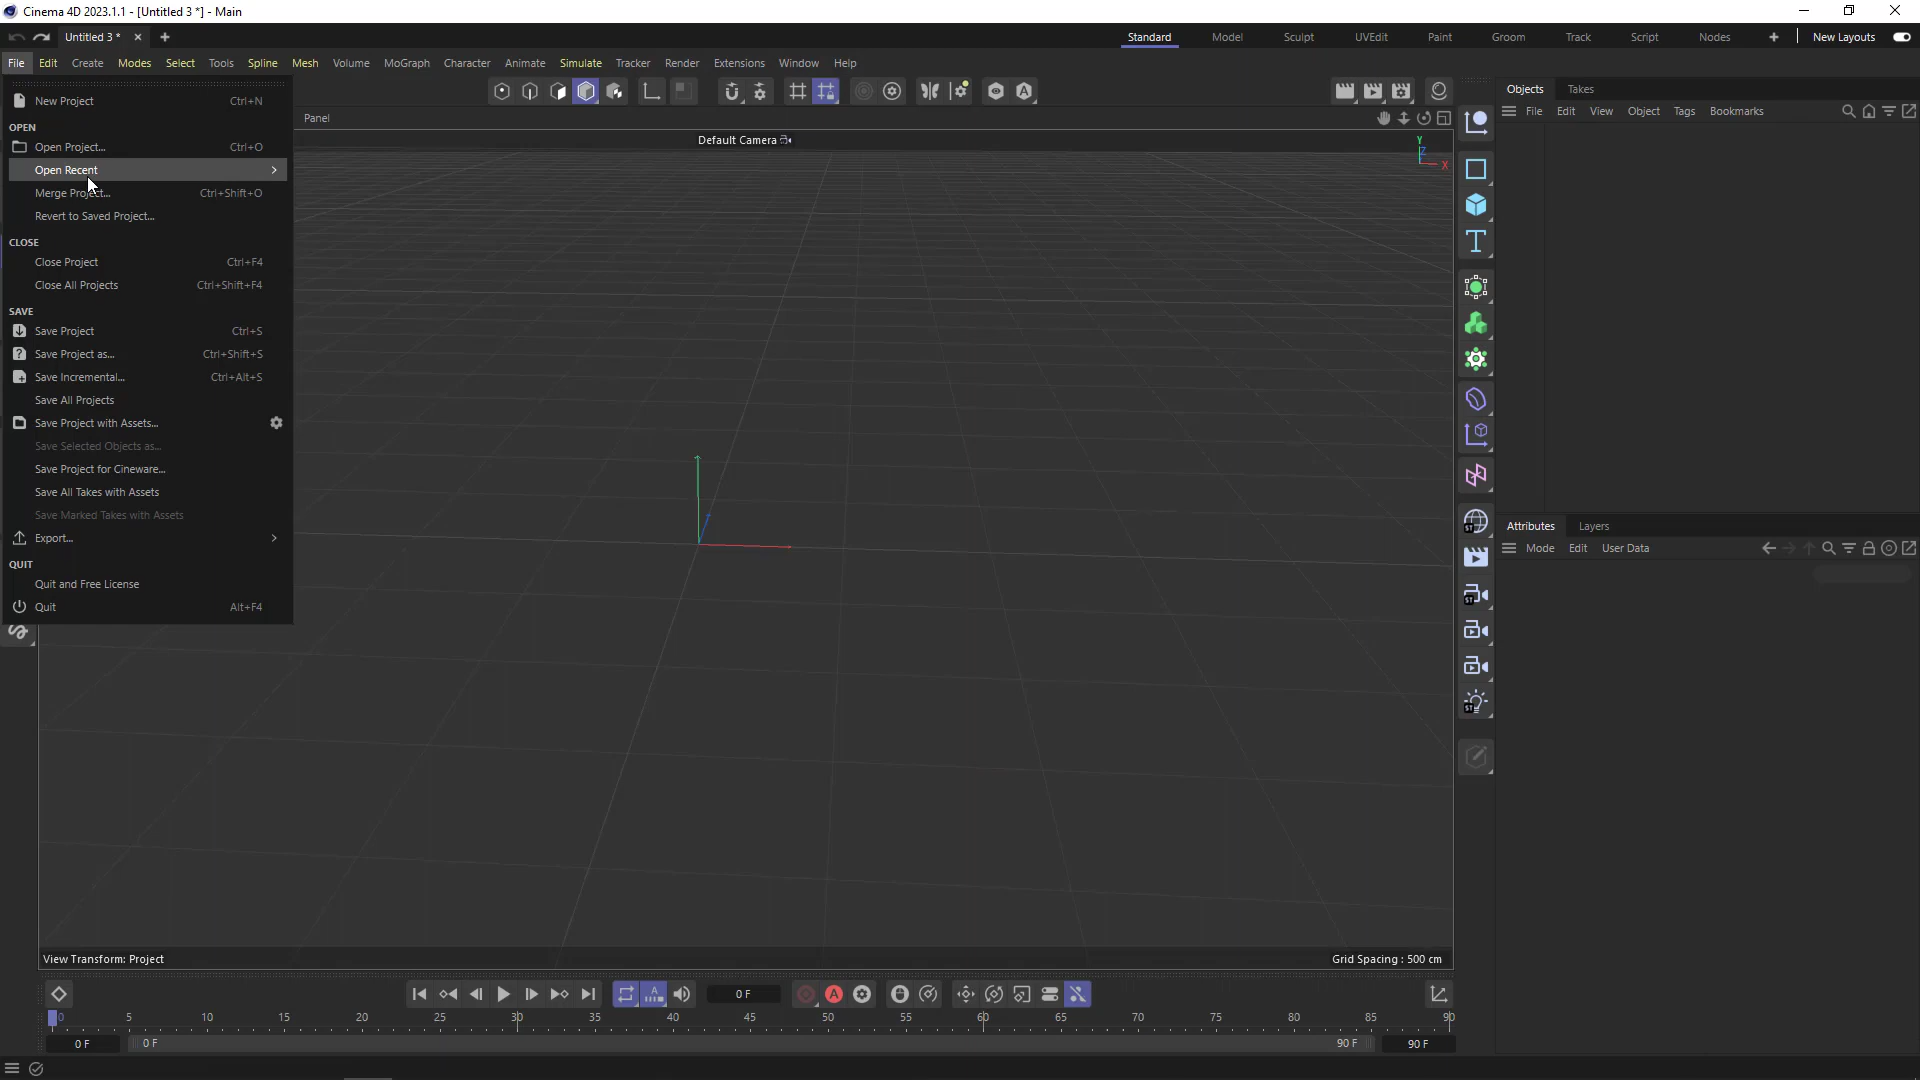 Cinema 4D 2023.1.1 - [Untitled 3 *] - Main
Untitled 3 *
Standard Model Sculpt UVEdit Paint Groom Track Script Nodes New Layouts
File Edit Create Modes Select Tools Spline Mesh Volume MoGraph Character Animate Simulate Tracker Render Extensions Window Help
New Project Ctrl+N
OPEN
Open Project... Ctrl+O
Open Recent
Merge Project... Ctrl+Shift+O
Revert to Saved Project...
CLOSE
Close Project Ctrl+F4
Close All Projects Ctrl+Shift+F4
SAVE
Save Project Ctrl+S
Save Project as... Ctrl+Shift+S
Save Incremental... Ctrl+Alt+S
Save All Projects
Save Project with Assets...
Save Selected Objects as...
Save Project for Cineware...
Save All Takes with Assets
Save Marked Takes with Assets
Export...
QUIT
Quit and Free License
Quit Alt+F4
Panel
Default Camera
Y
Z
X
View Transform: Project
Grid Spacing : 500 cm
A
T
ST
ST
ST
Objects Takes
File Edit View Object Tags Bookmarks
Attributes Layers
Mode Edit User Data
A
0 F
A
0 5 10 15 20 25 30 35 40 45 50 55 60 65 70 75 80 85 90
0 F 0 F 90 F 90 F